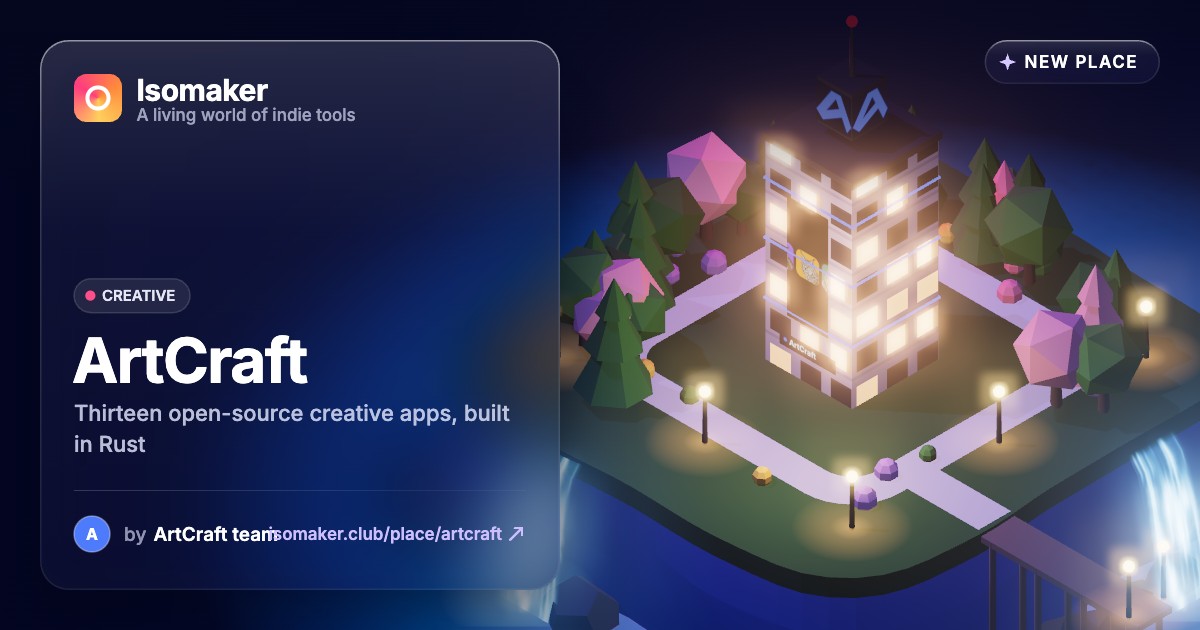 Isomaker
A living world of indie tools
NEW PLACE
CREATIVE
ArtCraft
Thirteen open-source creative apps, built
in Rust
A
by ArtCraft team
isomaker.club/place/artcraft ↗
ArtCraft